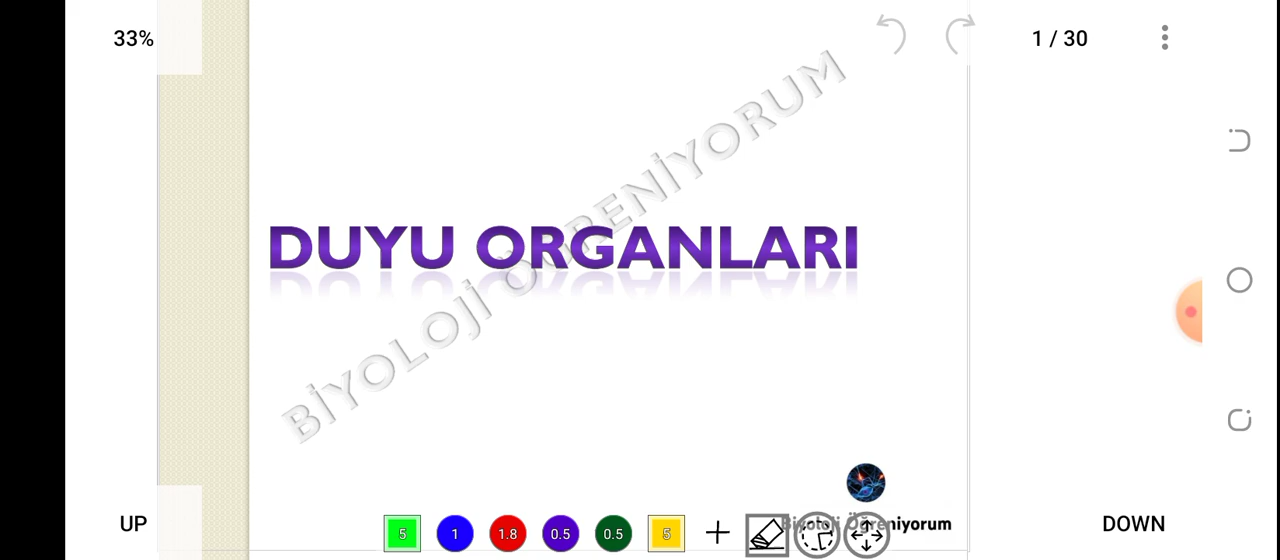 33%
1 / 30
BİYOLOJİ ÖĞRENİYORUM
DUYU ORGANLARI
UP
5
1
1.8
0.5
0.5
5
Biyoloji Öğreniyorum
DOWN